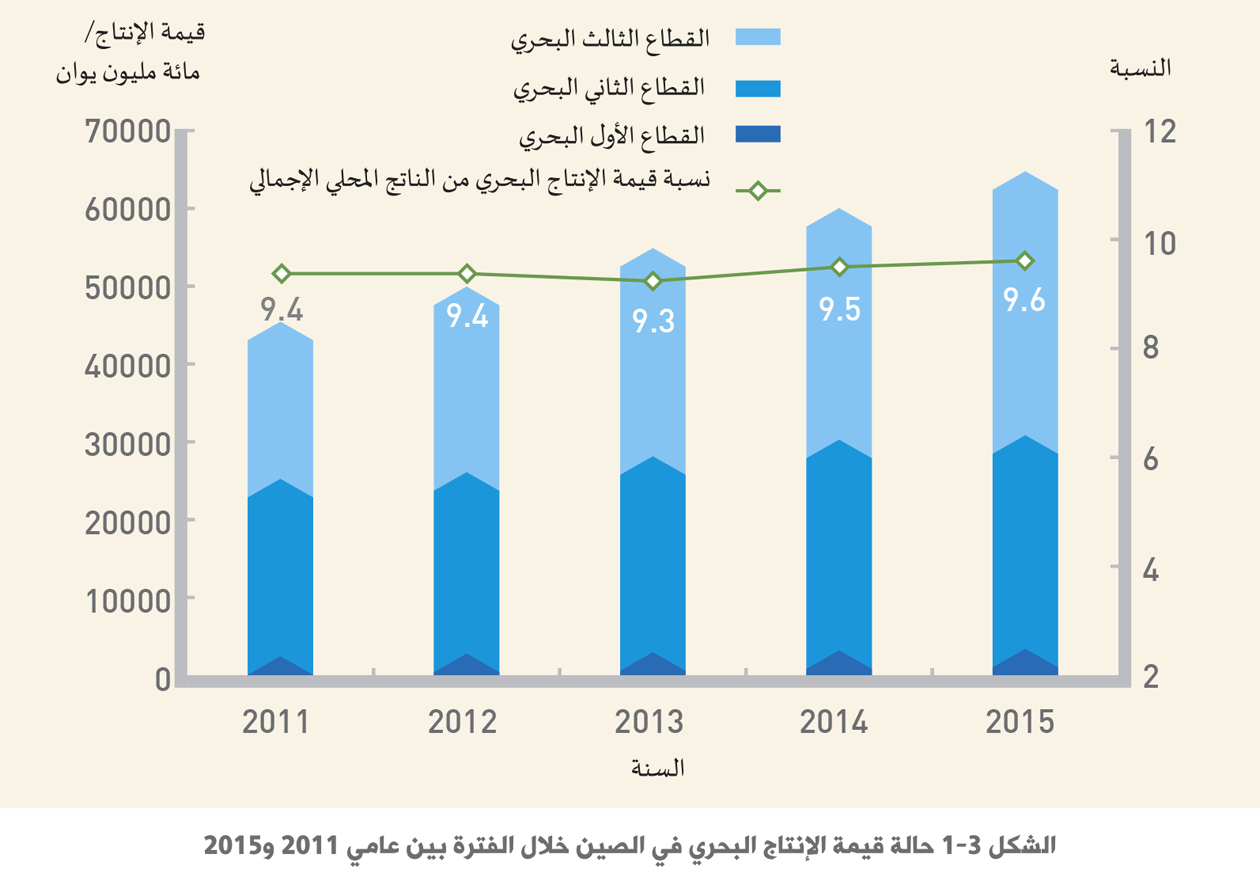 قيمة الإنتاج/
مائة مليون يوان
النسبة
القطاع الثالث البحري
القطاع الثاني البحري
القطاع الأول البحري
نسبة قيمة الإنتاج البحري من الناتج المحلي الإجمالي
70000
60000
50000
40000
30000
20000
10000
0
12
10
8
6
4
2
9.4
9.4
9.3
9.5
9.6
2011
2012
2013
2014
2015
السنة
الشكل 3-1 حالة قيمة الإنتاج البحري في الصين خلال الفترة بين عامي 2011 و2015